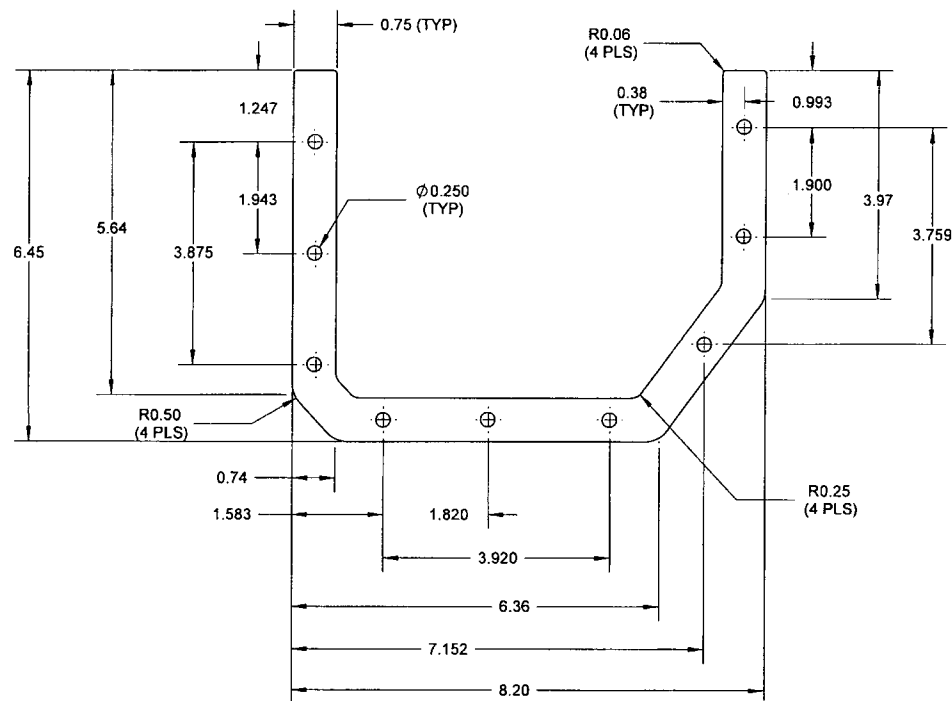 0.75 (TYP)
R0.06
(4 PLS)
0.38
(TYP)
0.993
1.247
Ø0.250
(TYP)
1.943
1.900
3.97
5.64
3.759
6.45
3.875
R0.50
(4 PLS)
0.74
R0.25
(4 PLS)
1.583
1.820
3.920
6.36
7.152
8.20